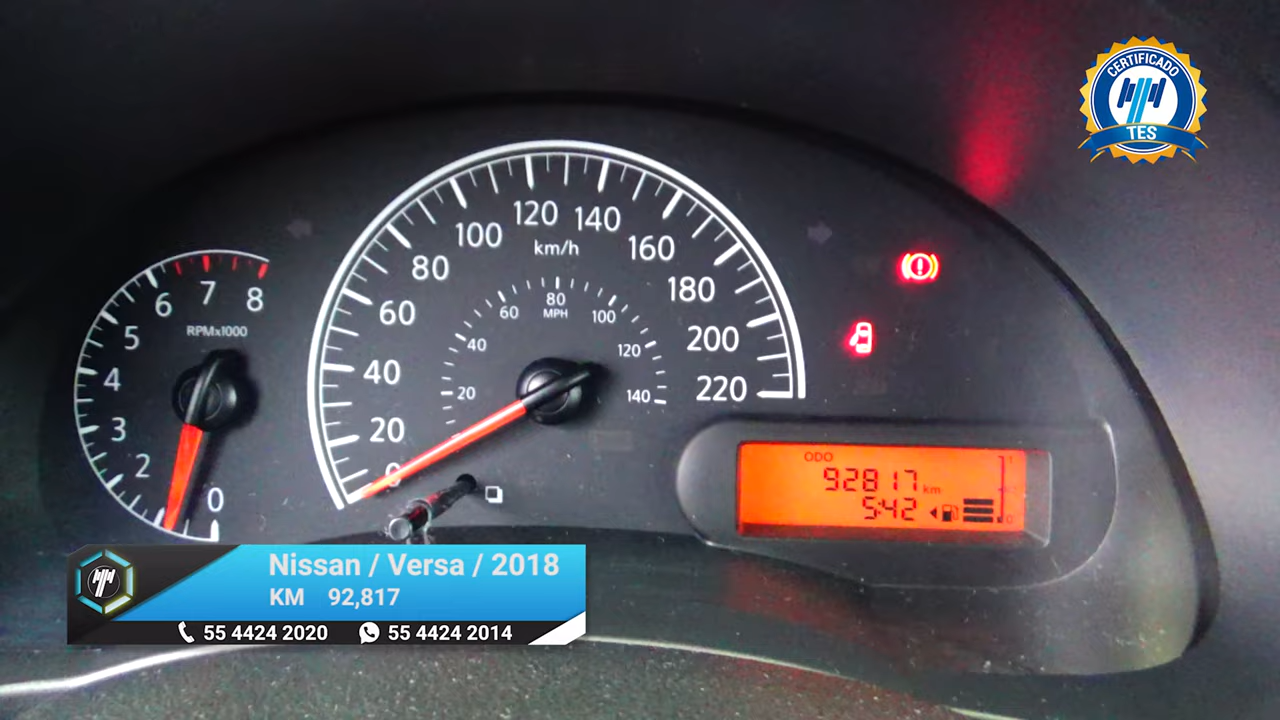 CERTIFICADO
TES
0
2
3
4
5
6
7
8
RPMx1000
0
20
40
60
80
100
120
140
160
180
200
220
km/h
20
40
60
80
100
120
140
MPH
ODO
92817 km
5:42
Nissan / Versa / 2018
KM 92,817
55 4424 2020 55 4424 2014